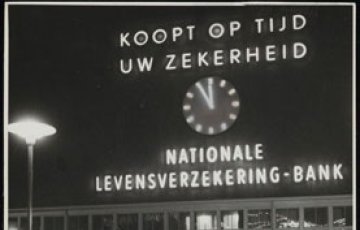 KOOPT OP TIJD
UW ZEKERHEID
NATIONALE
LEVENSVERZEKERING-BANK